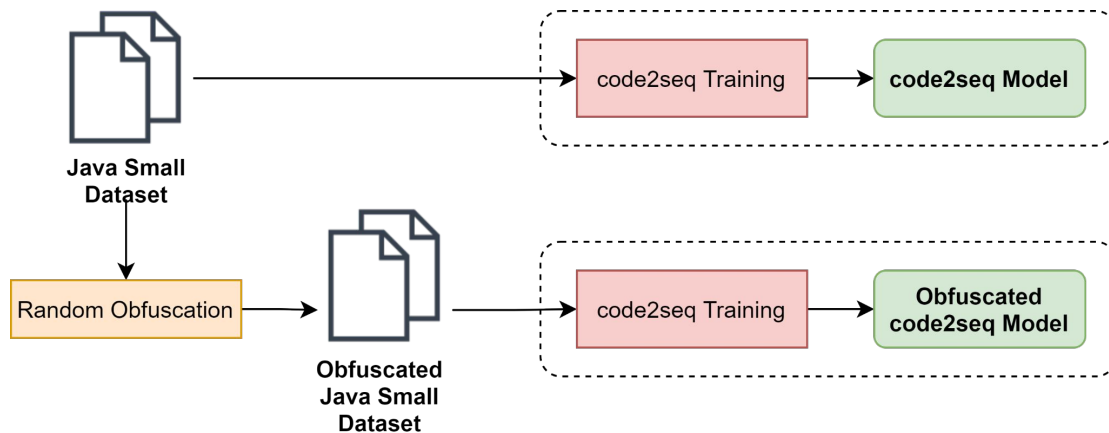 code2seq Training
code2seq Model
Java Small
Dataset
Random Obfuscation
code2seq Training
Obfuscated
code2seq Model
Obfuscated
Java Small
Dataset